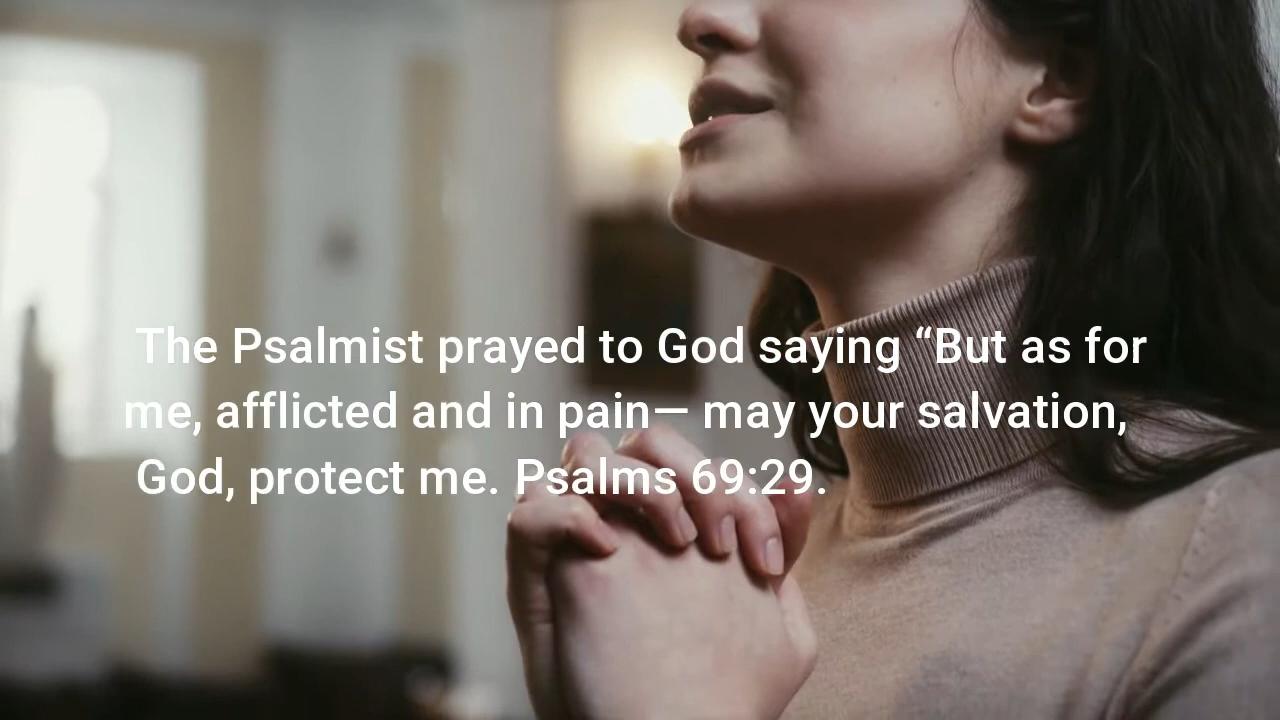 The Psalmist prayed to God saying “But as for
me, afflicted and in pain— may your salvation,
God, protect me. Psalms 69:29.